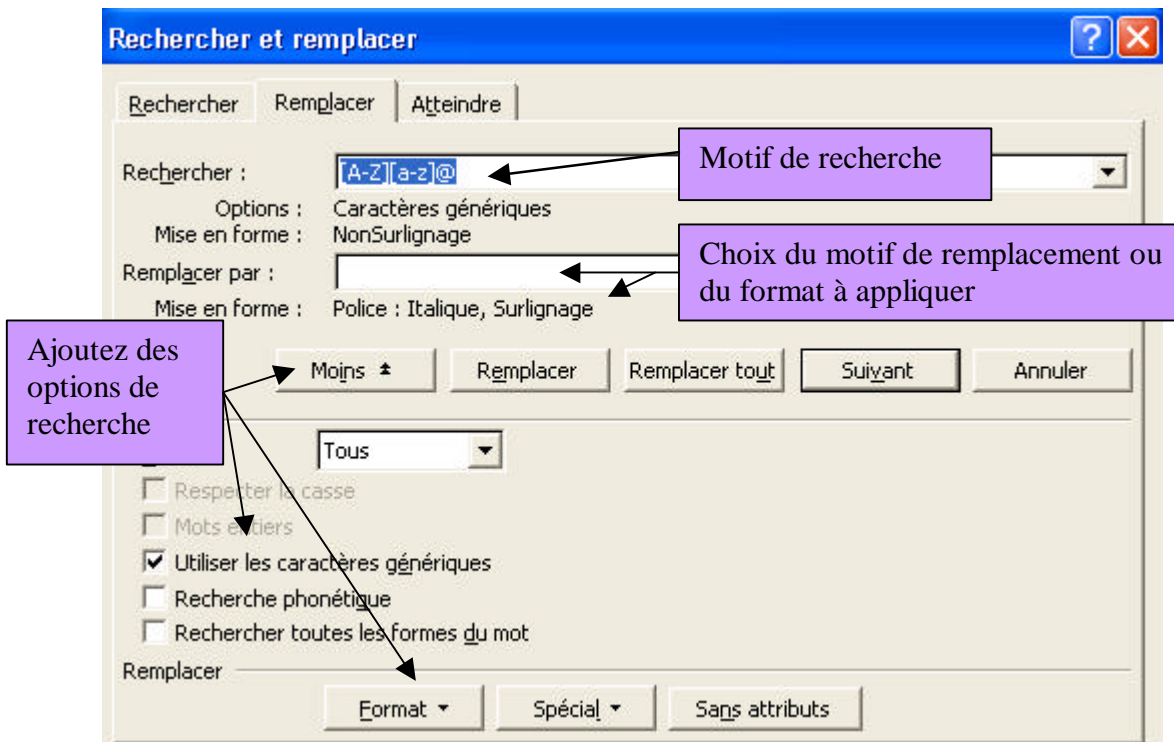 Rechercher et remplacer
Rechercher
Remplacer
Atteindre
Rechercher :
[A-Z][a-z]@
Motif de recherche
Options :
Caractères génériques
Mise en forme :
NonSurlignage
Remplacer par :
Choix du motif de remplacement ou
du format à appliquer
Mise en forme :
Police : Italique, Surlignage
Ajoutez des
options de
recherche
Moins
Remplacer
Remplacer tout
Suivant
Annuler
Tous
Respecter la casse
Mots entiers
Utiliser les caractères génériques
Recherche phonétique
Rechercher toutes les formes du mot
Remplacer
Format
Spécial
Sans attributs